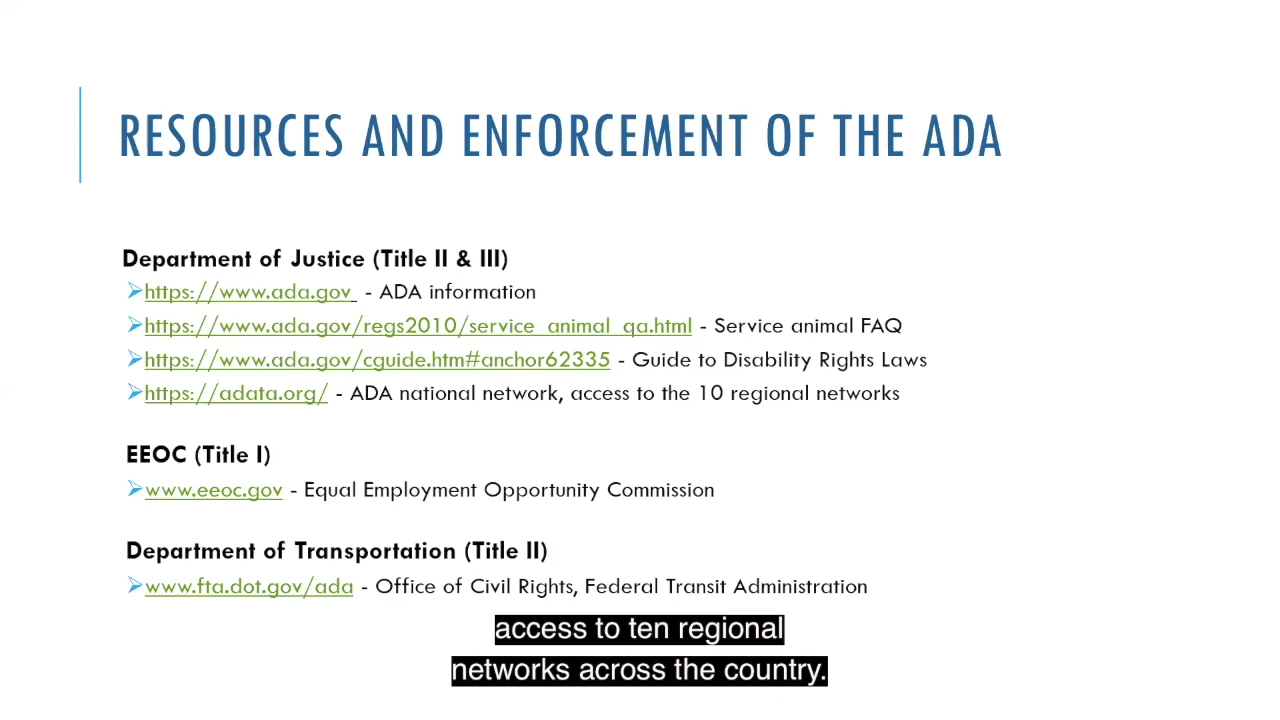 RESOURCES AND ENFORCEMENT OF THE ADA
Department of Justice (Title II & III)
➢https://www.ada.gov - ADA information
➢https://www.ada.gov/regs2010/service_animal_qa.html - Service animal FAQ
➢https://www.ada.gov/cguide.htm#anchor62335 - Guide to Disability Rights Laws
➢https://adata.org/ - ADA national network, access to the 10 regional networks
EEOC (Title I)
➢www.eeoc.gov - Equal Employment Opportunity Commission
Department of Transportation (Title II)
➢www.fta.dot.gov/ada - Office of Civil Rights, Federal Transit Administration
access to ten regional
networks across the country.